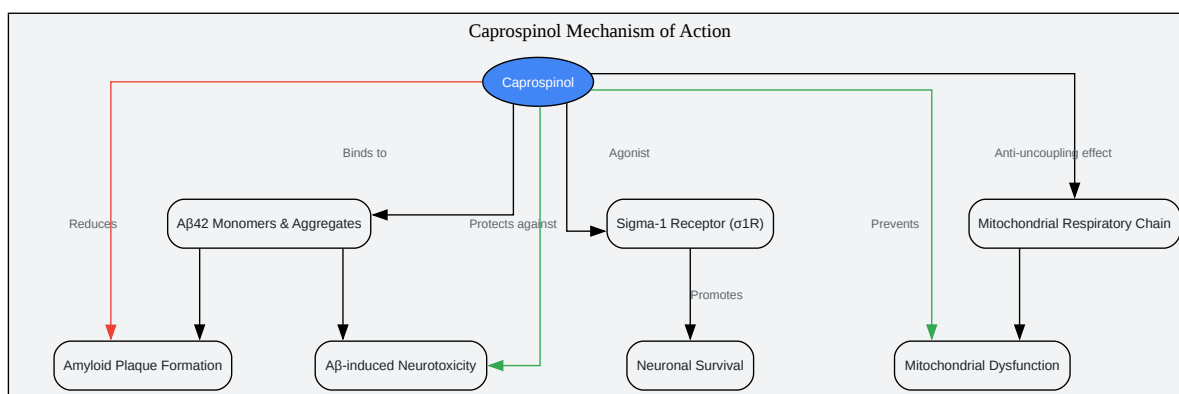 Caprospinol Mechanism of Action
Caprospinol
Binds to
Agonist
Anti-uncoupling effect
Reduces
Aβ42 Monomers & Aggregates
Protects against
Sigma-1 Receptor (σ1R)
Prevents
Mitochondrial Respiratory Chain
Promotes
Amyloid Plaque Formation
Aβ-induced Neurotoxicity
Neuronal Survival
Mitochondrial Dysfunction